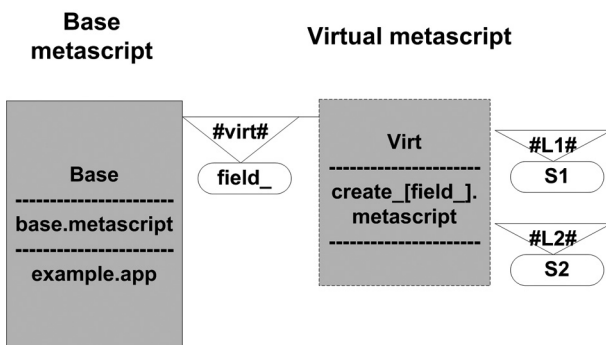 Base
metascript
Virtual metascript
#virt#
field_
Base
base.metascript
example.app
Virt
create_[field_].
metascript
#L1#
S1
#L2#
S2